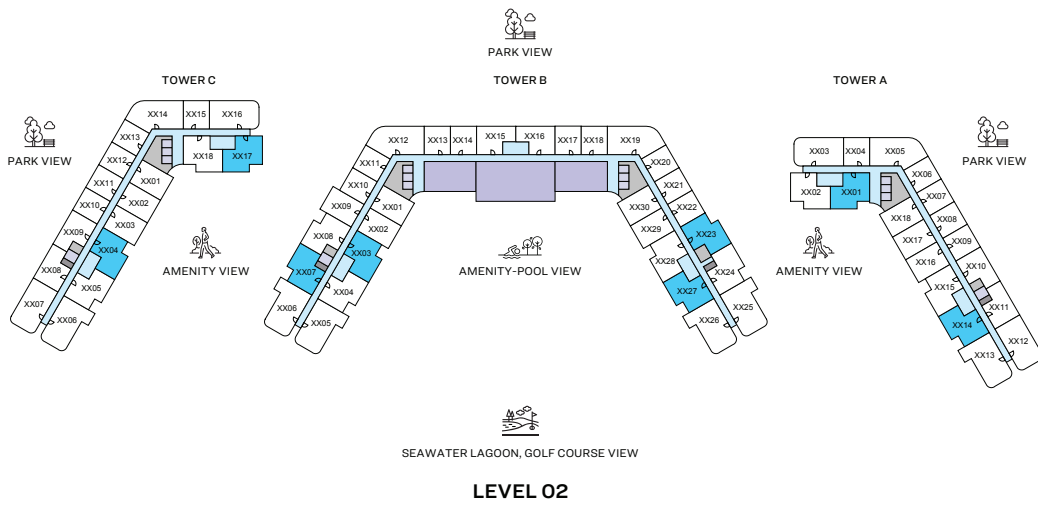 PARK VIEW
TOWER C
TOWER B
TOWER A
PARK VIEW
PARK VIEW
XX14
XX15
XX16
XX13
XX12
XX11
XX10
XX09
XX08
XX07
XX06
XX05
XX04
XX03
XX02
XX01
XX18
XX17
AMENITY VIEW
XX12
XX13
XX14
XX15
XX16
XX17
XX18
XX19
XX11
XX10
XX09
XX08
XX07
XX06
XX05
XX04
XX03
XX02
XX20
XX21
XX22
XX23
XX24
XX25
XX26
XX27
XX28
XX29
XX30
AMENITY-POOL VIEW
XX03
XX04
XX05
XX02
XX01
XX06
XX07
XX08
XX09
XX10
XX11
XX12
XX13
XX14
XX15
XX16
XX17
XX18
AMENITY VIEW
SEAWATER LAGOON, GOLF COURSE VIEW
LEVEL 02